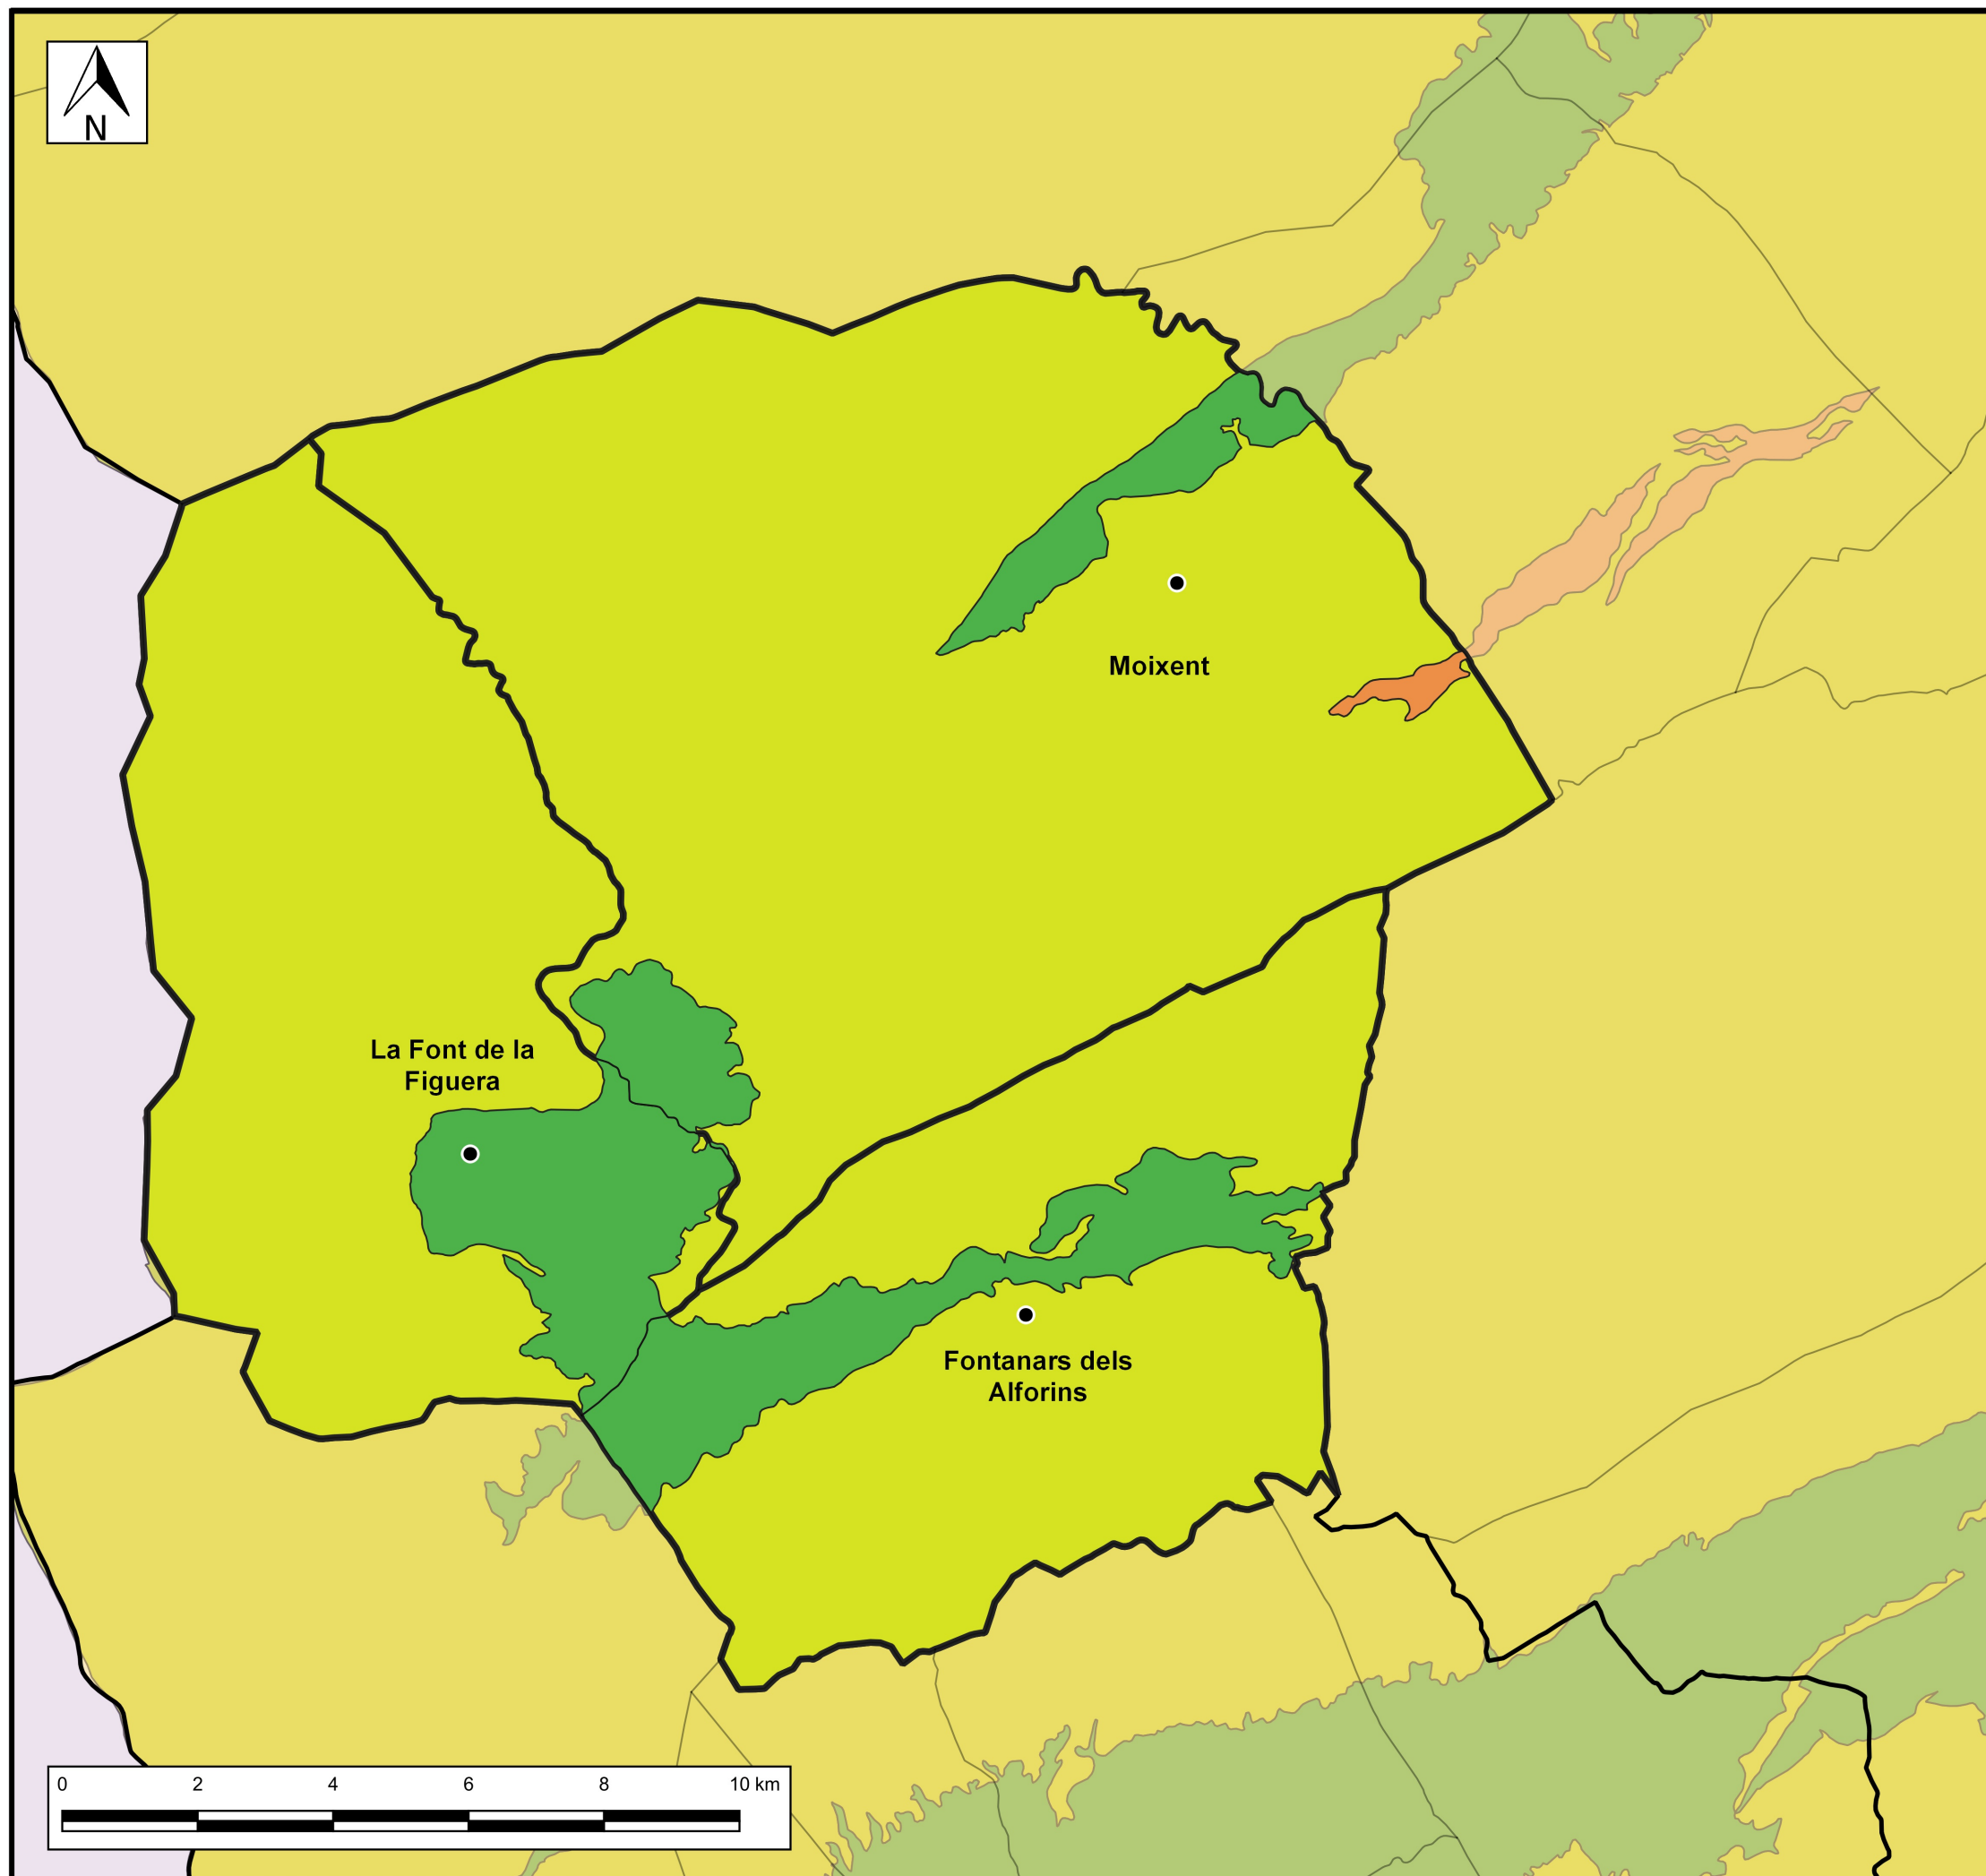 N
Moixent
La Font de la
Figuera
Fontanars dels
Alforins
0 2 4 6 8 10 km